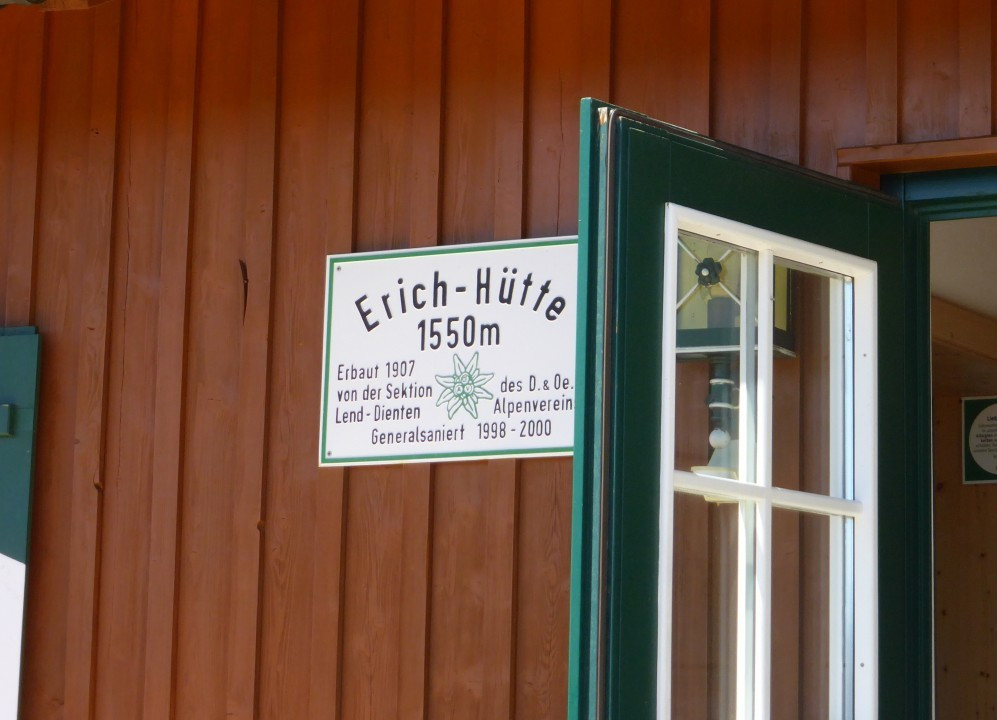 Erich-Hütte
1550m
Erbaut 1907
von der Sektion des D. & Oe.
Lend-Dienten Alpenverein
Generalsaniert 1998-2000